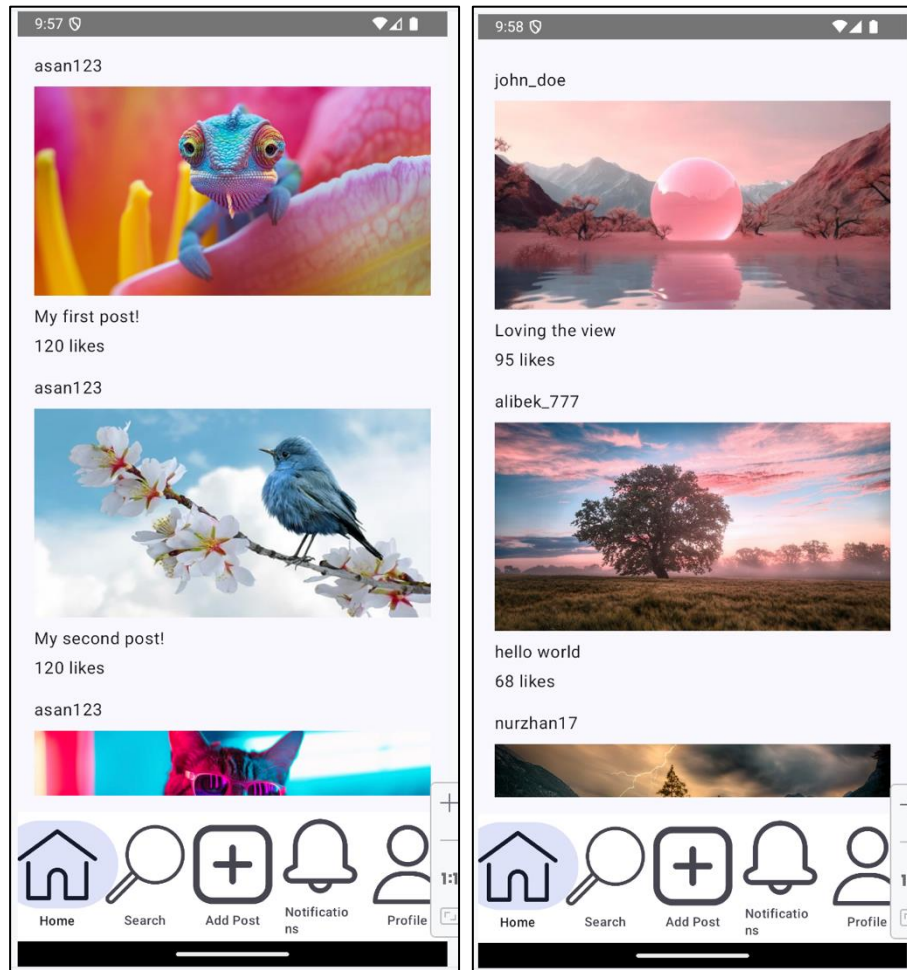 9:57
asan123
My first post!
120 likes
asan123
My second post!
120 likes
asan123
1:1
Home
Search
Add Post
Notificatio
ns
Profile
9:58
john_doe
Loving the view
95 likes
alibek_777
hello world
68 likes
nurzhan17
Home
Search
Add Post
Notificatio
ns
Profile